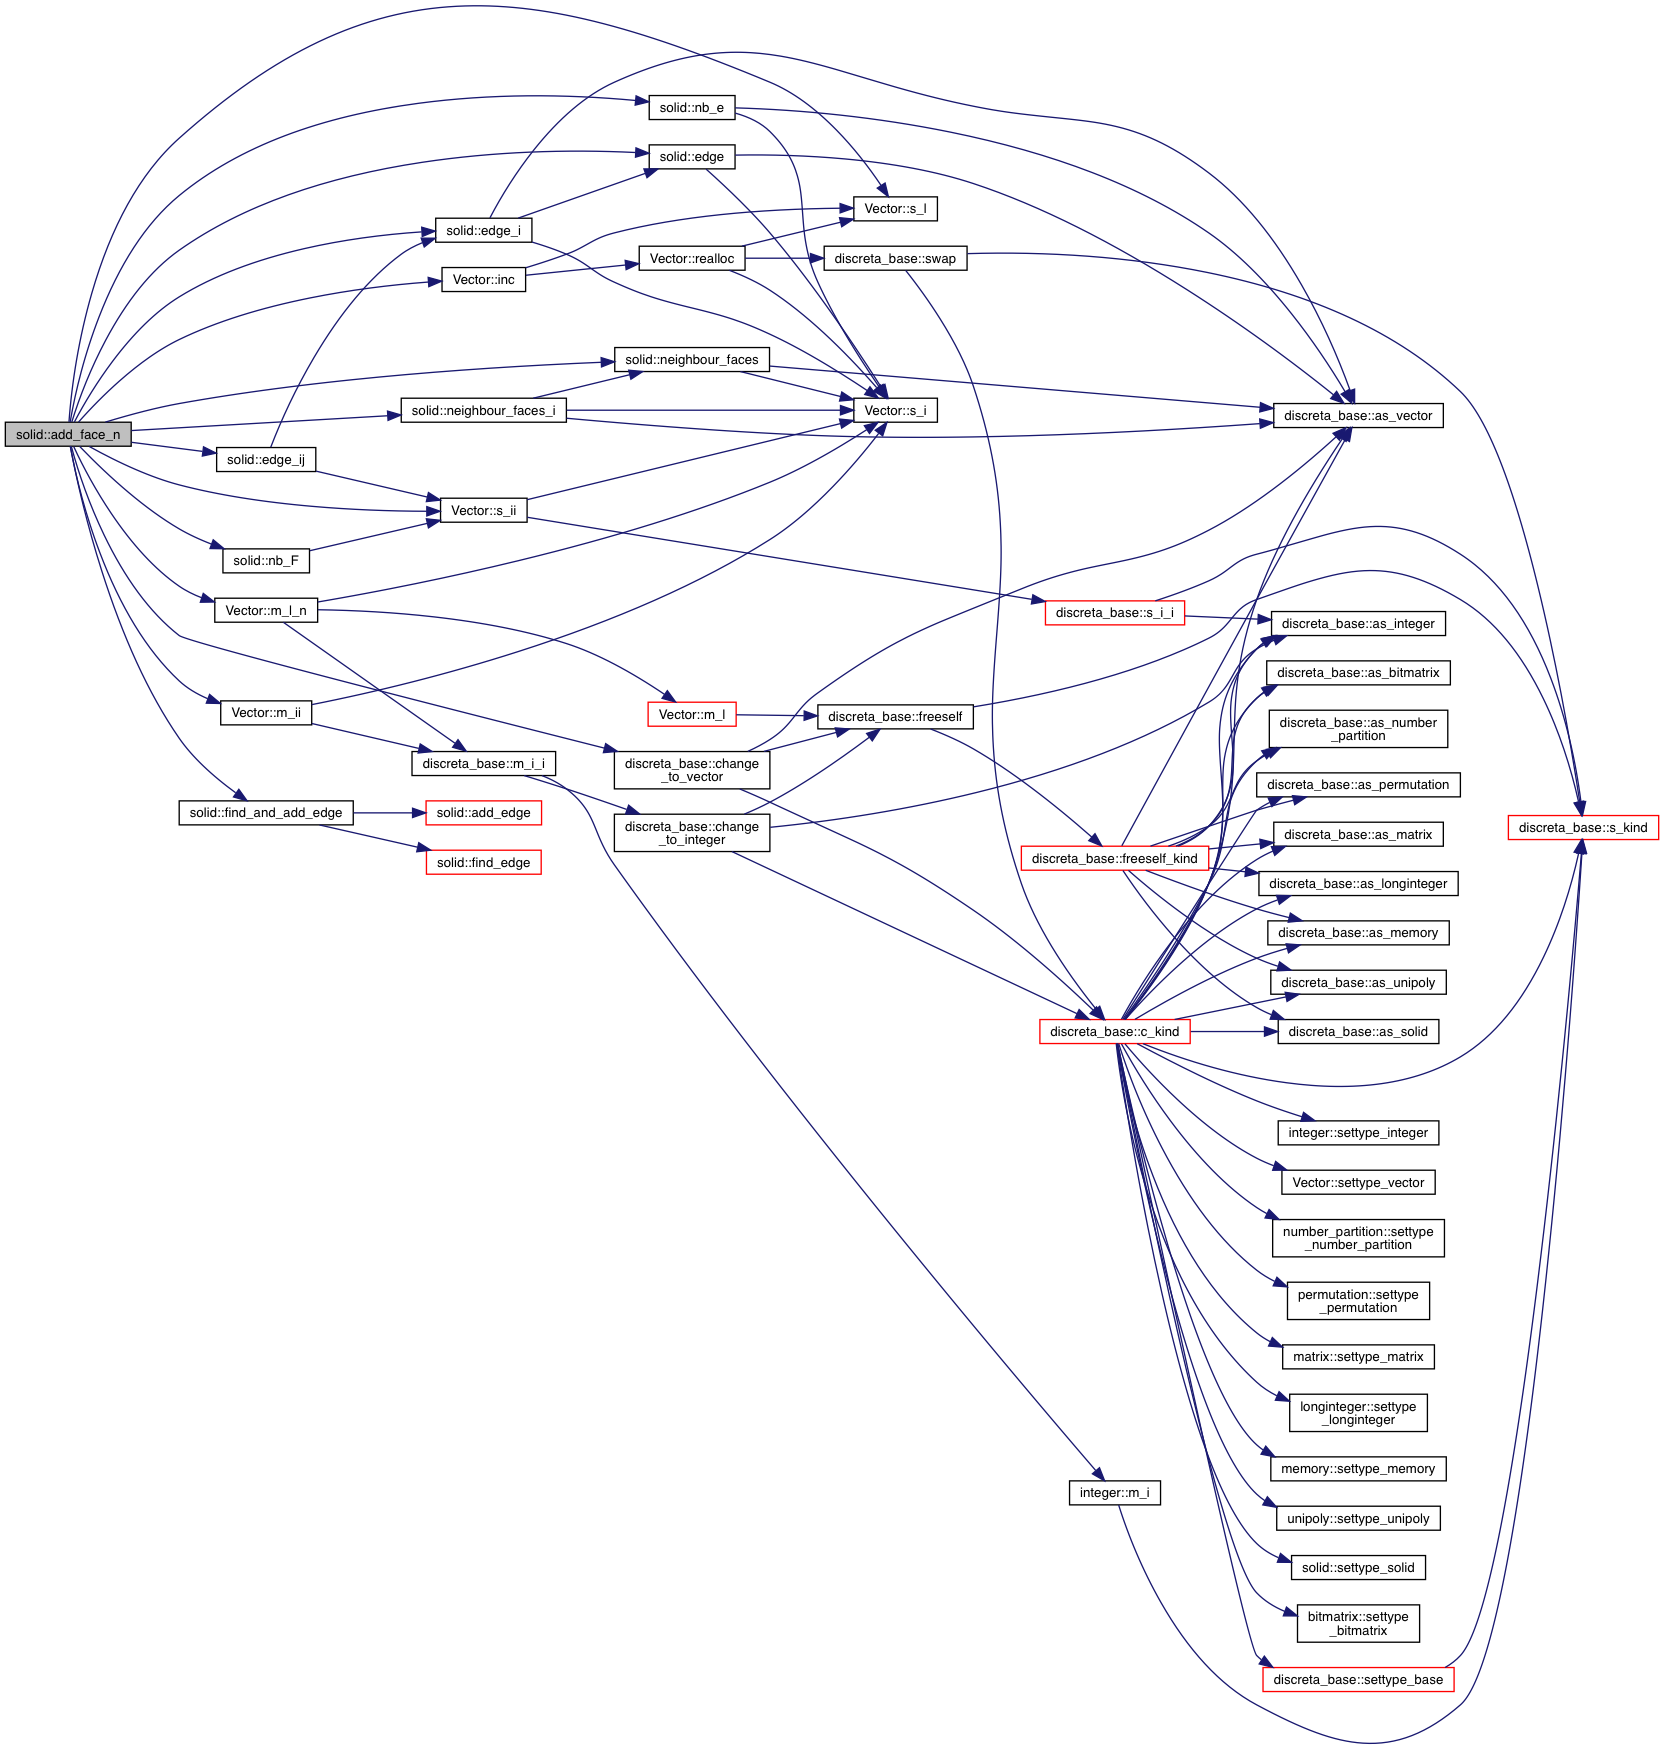 solid::add_face_n
solid::nb_e
solid::edge
Vector::s_l
solid::edge_i
Vector::inc
Vector::realloc
discreta_base::swap
solid::neighbour_faces
solid::neighbour_faces_i
Vector::s_i
discreta_base::as_vector
solid::edge_ij
Vector::s_ii
solid::nb_F
Vector::m_l_n
discreta_base::s_i_i
discreta_base::as_integer
discreta_base::as_bitmatrix
Vector::m_ii
Vector::m_l
discreta_base::freeself
discreta_base::as_number
_partition
discreta_base::m_i_i
discreta_base::change
_to_vector
discreta_base::as_permutation
solid::find_and_add_edge
solid::add_edge
discreta_base::change
_to_integer
discreta_base::as_matrix
discreta_base::s_kind
solid::find_edge
discreta_base::freeself_kind
discreta_base::as_longinteger
discreta_base::as_memory
discreta_base::as_unipoly
discreta_base::c_kind
discreta_base::as_solid
integer::settype_integer
Vector::settype_vector
number_partition::settype
_number_partition
permutation::settype
_permutation
matrix::settype_matrix
longinteger::settype
_longinteger
memory::settype_memory
integer::m_i
unipoly::settype_unipoly
solid::settype_solid
bitmatrix::settype
_bitmatrix
discreta_base::settype_base